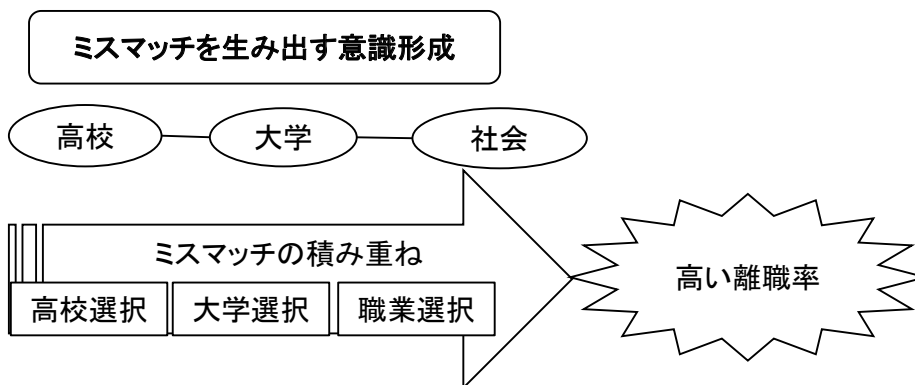 ミスマッチを生み出す意識形成
高校 大学 社会
ミスマッチの積み重ね
高い離職率
高校選択 大学選択 職業選択